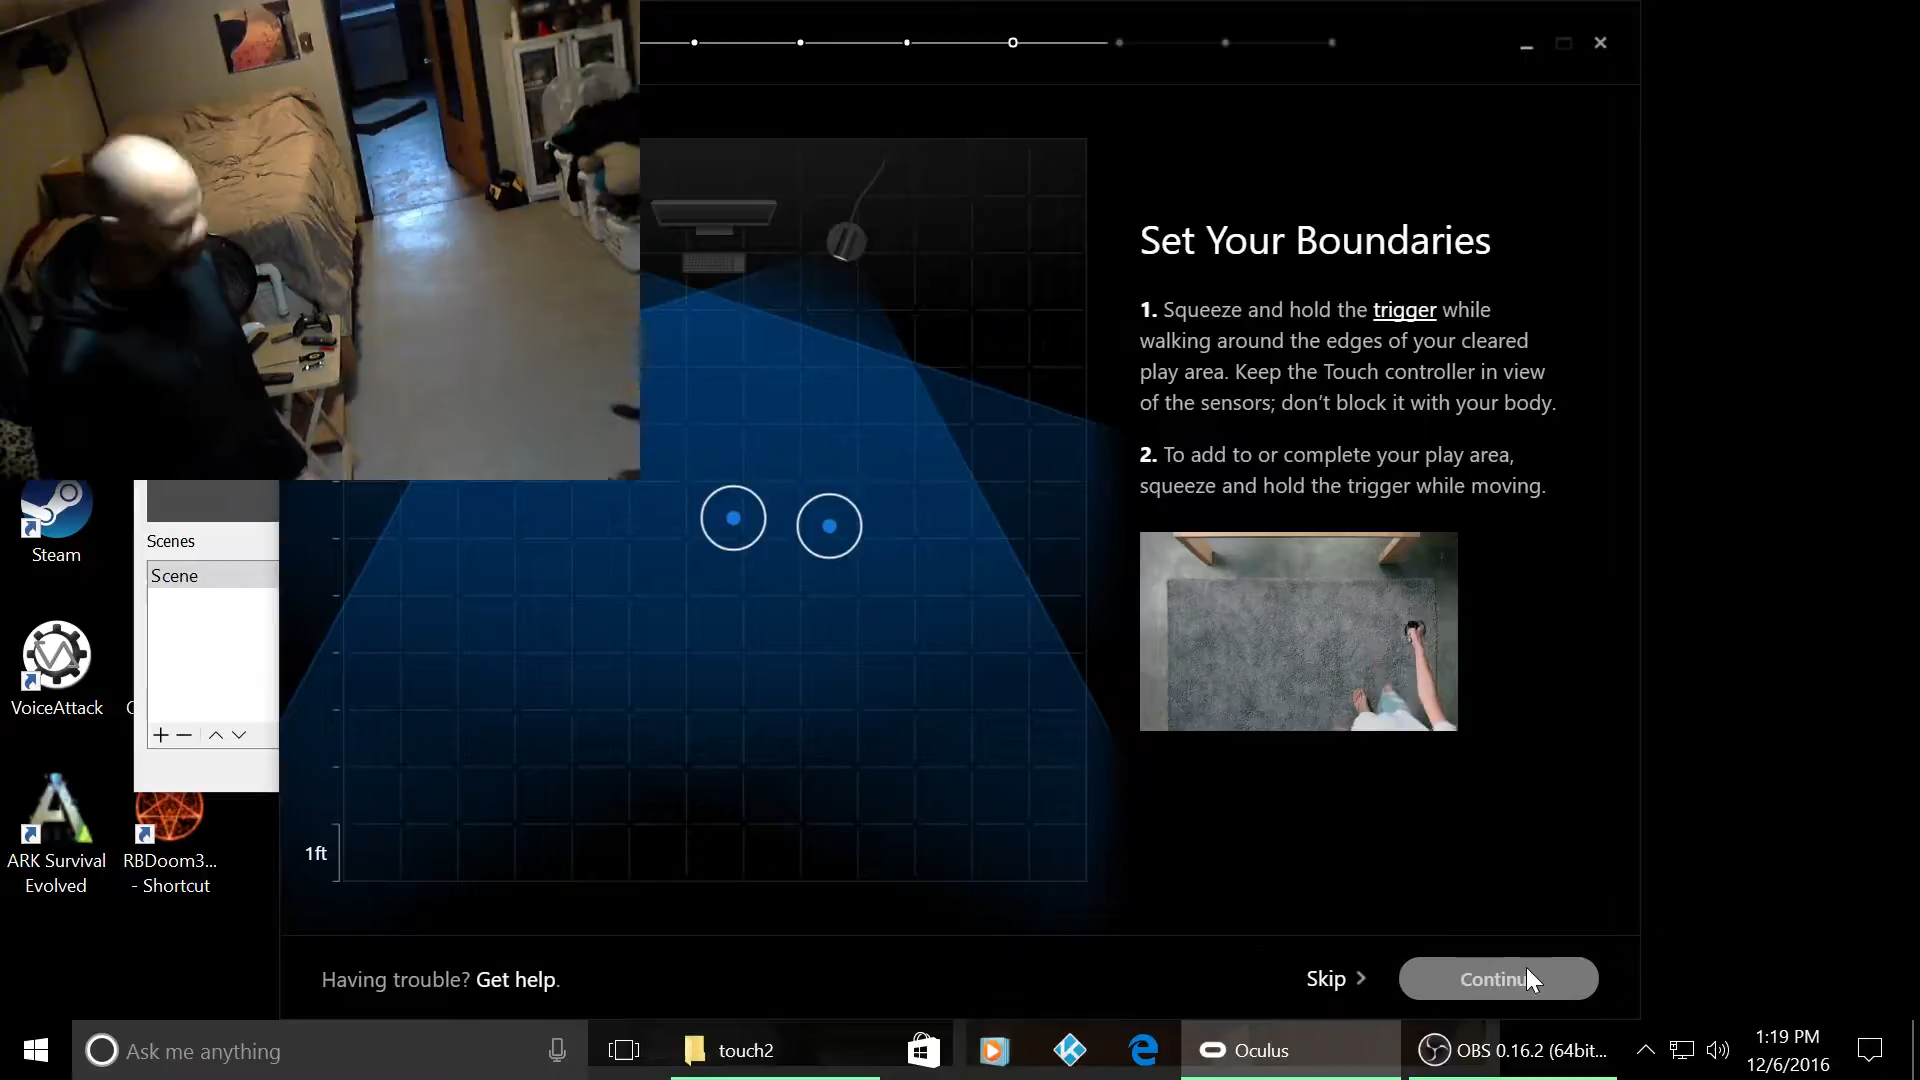 Set Your Boundaries
1. Squeeze and hold the trigger while
walking around the edges of your cleared
play area. Keep the Touch controller in view
of the sensors; don't block it with your body.
2. To add to or complete your play area,
squeeze and hold the trigger while moving.
Steam
Scenes
Scene
VoiceAttack
ARK Survival
Evolved
RBDoom3...
- Shortcut
1ft
Having trouble? Get help.
Skip
Continu
Ask me anything
touch2
Oculus
OBS 0.16.2 (64bit...
1:19 PM
12/6/2016